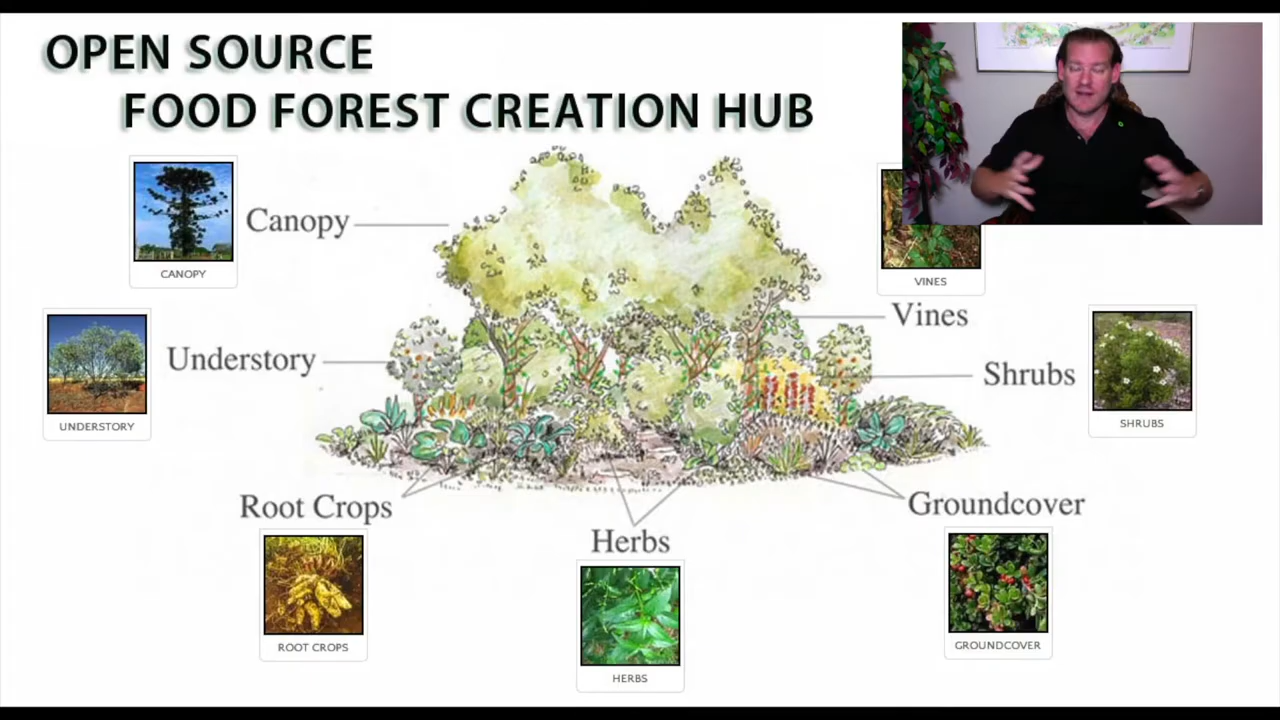 OPEN SOURCE
FOOD FOREST CREATION HUB
Canopy
CANOPY
VINES
Vines
Understory
UNDERSTORY
Shrubs
SHRUBS
Root Crops
ROOT CROPS
Herbs
HERBS
Groundcover
GROUNDCOVER